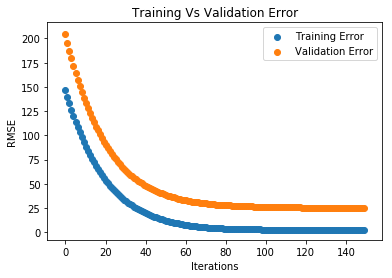 Training Vs Validation Error
Training Error
Validation Error
200
175
150
125
100
75
50
25
0
RMSE
0 20 40 60 80 100 120 140
Iterations